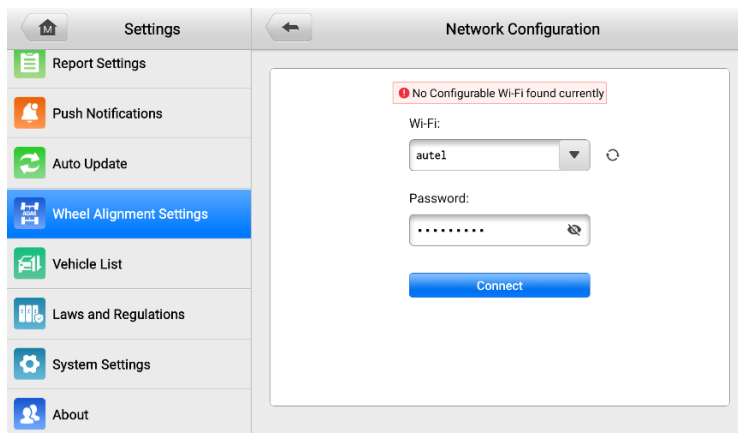 M
Settings
Network Configuration
Report Settings
Push Notifications
Auto Update
ADAS
Wheel Alignment Settings
Vehicle List
Laws and Regulations
System Settings
About
No Configurable Wi-Fi found currently
Wi-Fi:
autel
Password:
•••••••••
Connect